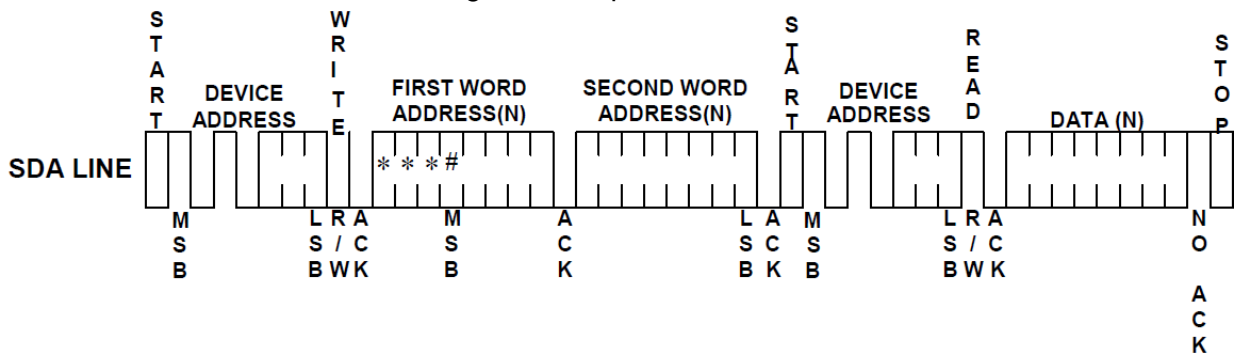 START
WRITE
START
READ
STOP
DEVICE
ADDRESS
FIRST WORD
ADDRESS(N)
SECOND WORD
ADDRESS(N)
DEVICE
ADDRESS
DATA (N)
SDA LINE
* * * #
MSB
LSB
R/W
ACK
MSB
ACK
LSB
ACK
MSB
LSB
R/W
ACK
NO ACK